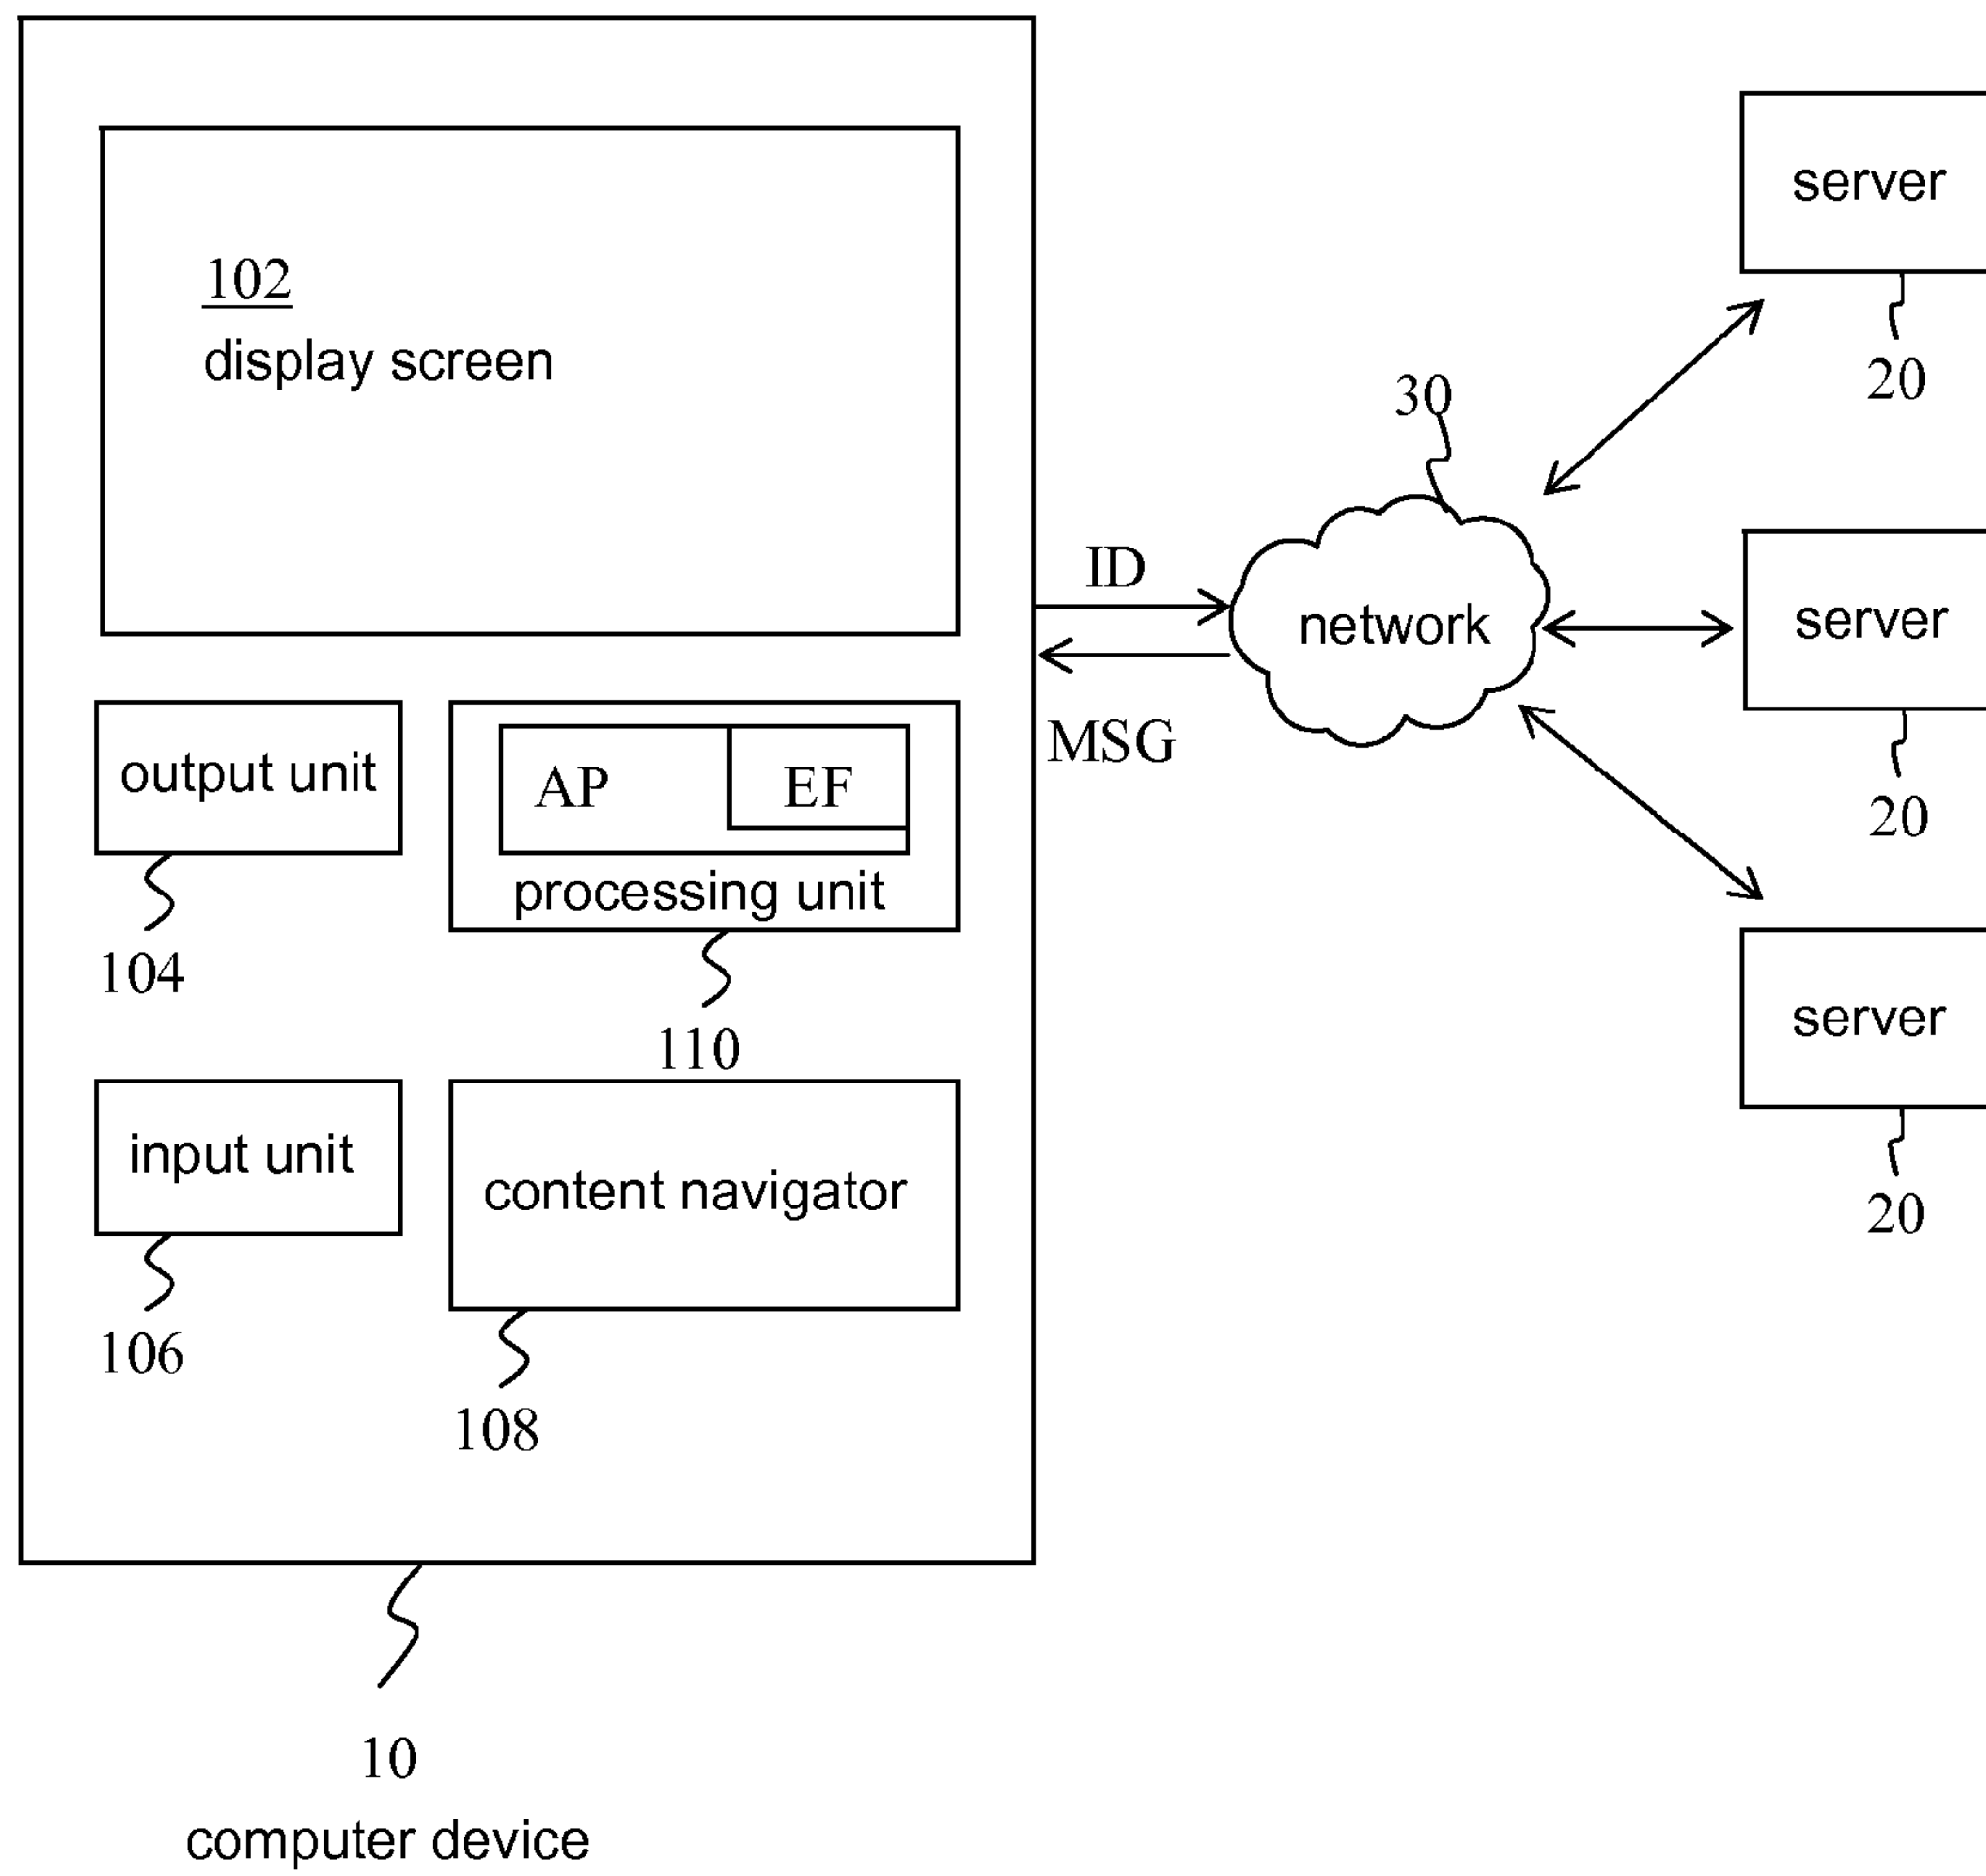 102
display screen
output unit
104
AP
EF
processing unit
110
input unit
106
content navigator
108
10
computer device
ID
MSG
30
network
server
20
server
20
server
20